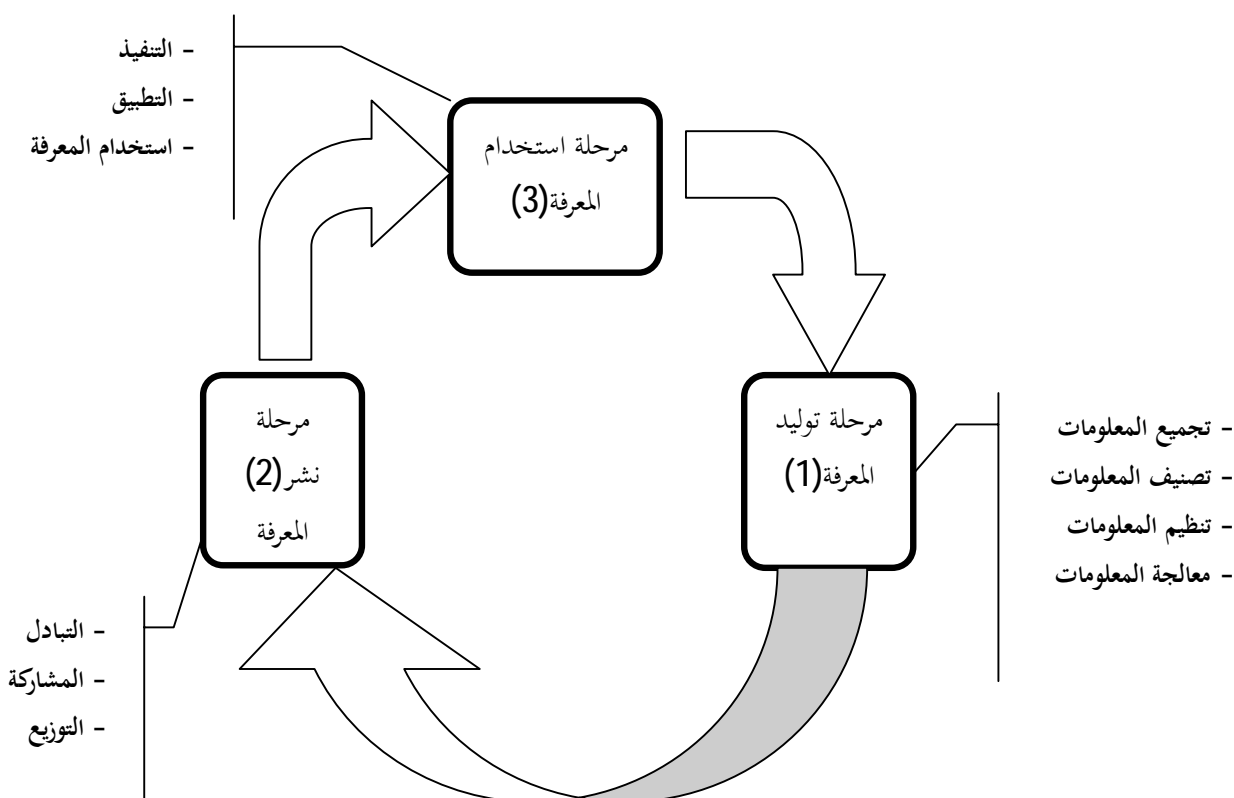 - التنفيذ
- التطبيق
- استخدام المعرفة
مرحلة استخدام
المعرفة(3)
مرحلة توليد
المعرفة(1)
- تجميع المعلومات
- تصنيف المعلومات
- تنظيم المعلومات
- معالجة المعلومات
مرحلة
نشر(2)
المعرفة
- التبادل
- المشاركة
- التوزيع